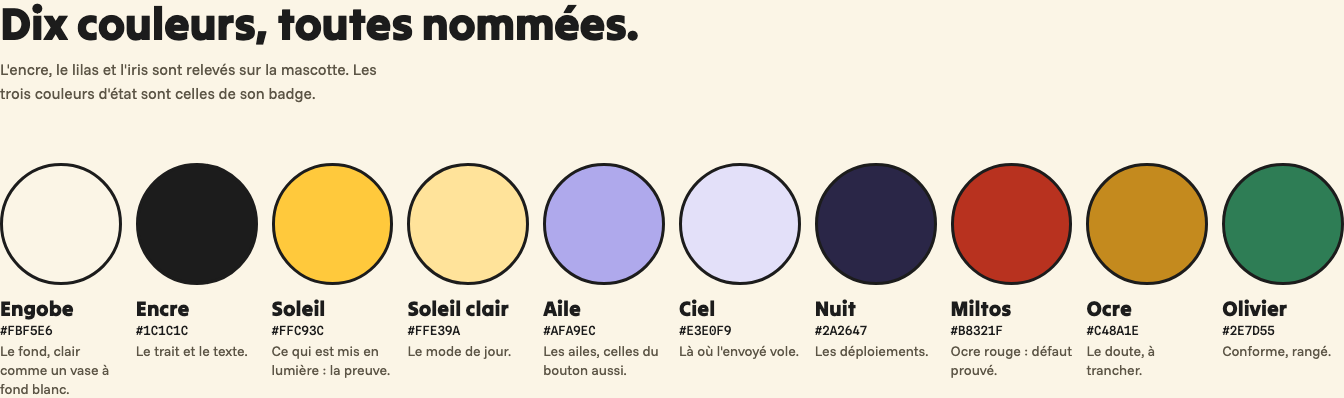 Dix couleurs, toutes nommées.
L'encre, le lilas et l'iris sont relevés sur la mascotte. Les
trois couleurs d'état sont celles de son badge.
Engobe
#FBF5E6
Le fond, clair
comme un vase à
fond blanc.
Encre
#1C1C1C
Le trait et le texte.
Soleil
#FFC93C
Ce qui est mis en
lumière : la preuve.
Soleil clair
#FFE39A
Le mode de jour.
Aile
#AFA9EC
Les ailes, celles du
bouton aussi.
Ciel
#E3E0F9
Là où l'envoyé vole.
Nuit
#2A2647
Les déploiements.
Miltos
#B8321F
Ocre rouge : défaut
prouvé.
Ocre
#C48A1E
Le doute, à
trancher.
Olivier
#2E7D55
Conforme, rangé.